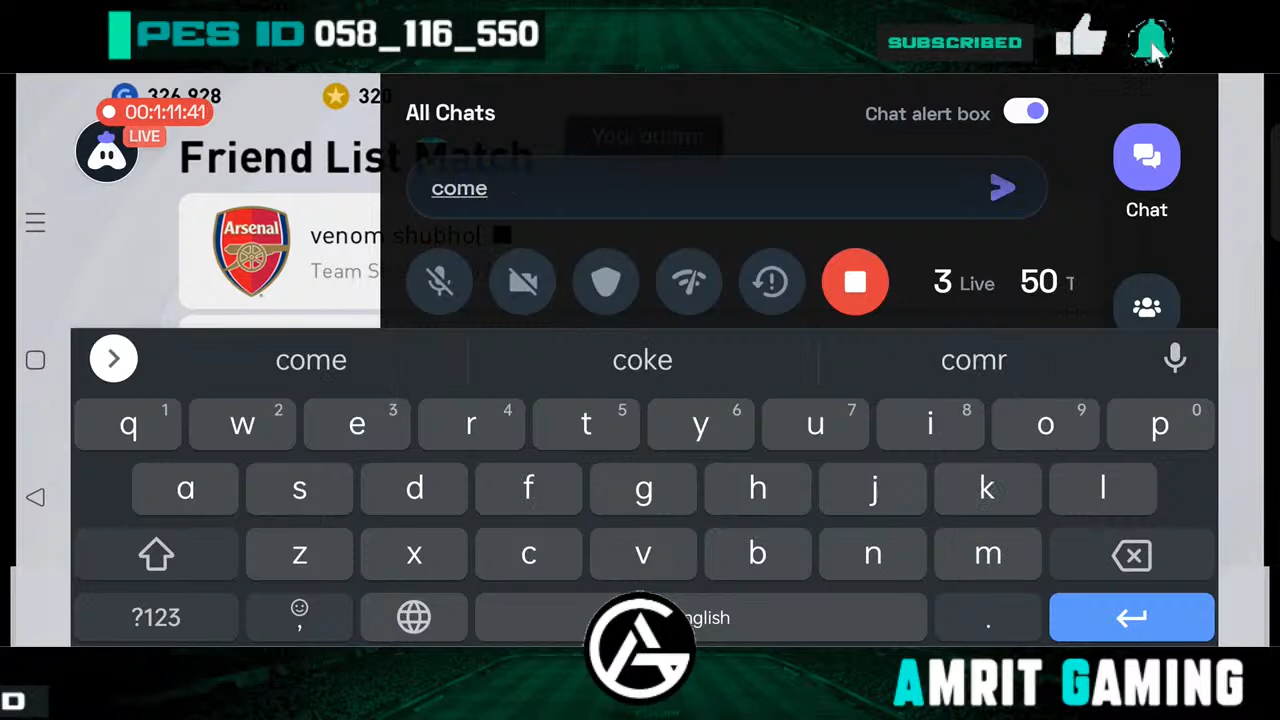 PES ID 058_116_550
SUBSCRIBED
326,928
320
00:1:11:41
LIVE
Friend List Match
Arsenal
venom shubhol
Team S
All Chats
Chat alert box
come
Chat
3 Live 50 T
come coke comr
q 1 w 2 e 3 r 4 t 5 y 6 u 7 i 8 o 9 p 0
a s d f g h j k l
z x c v b n m
?123 , nglish .
AMRIT GAMING
D